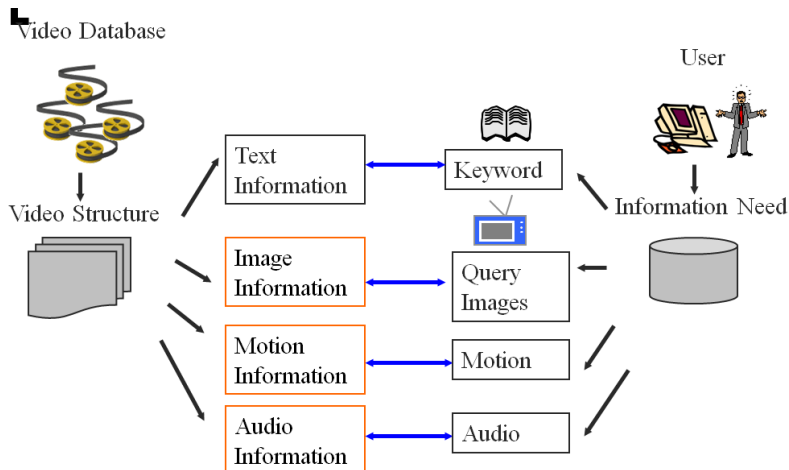 Video Database
User
Text
Information
Keyword
Video Structure
Information Need
Image
Information
Query
Images
Motion
Information
Motion
Audio
Information
Audio